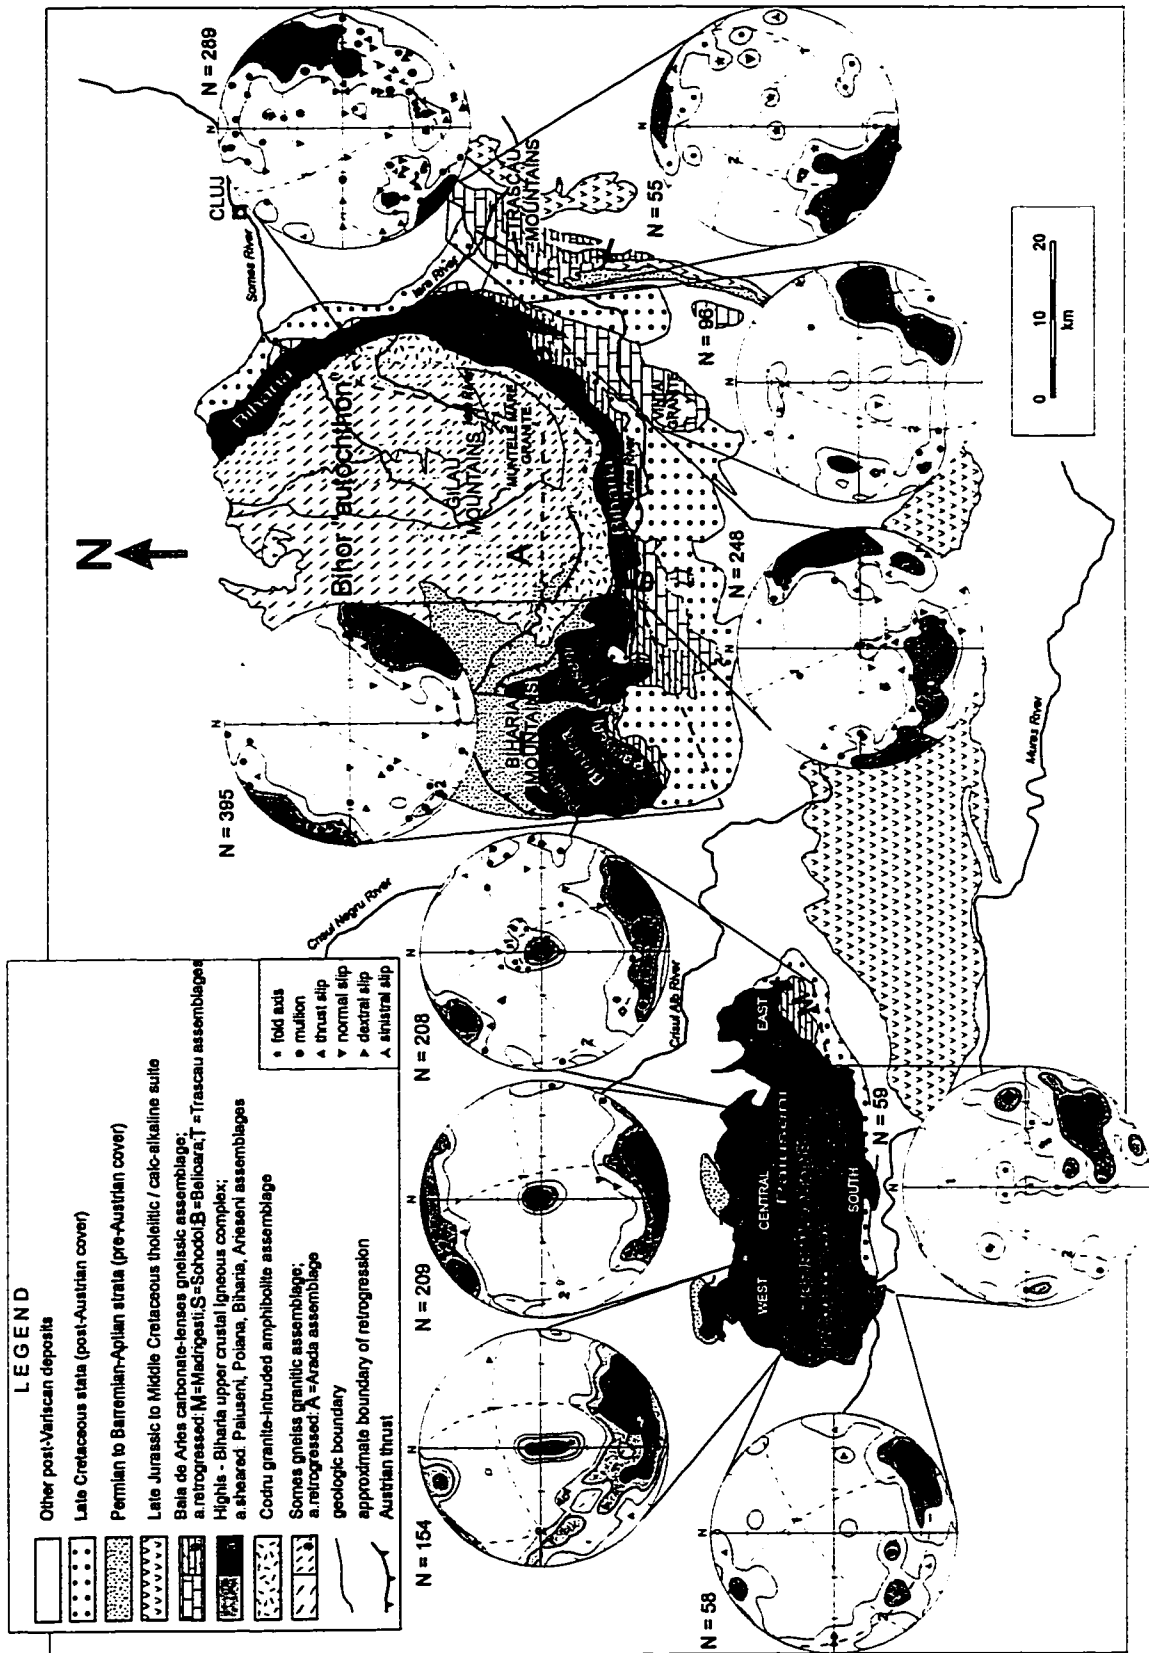 LEGEND
Other post-Variscan deposits
Late Cretaceous stata (post-Austrian cover)
Permian to Barremian-Aptian strata (pre-Austrian cover)
Late Jurassic to Middle Cretaceous tholeiitic / calc-alkaline suite
Baia de Aries carbonate-lenses gneissic assemblage;
a.retrogressed: M=Madrigesti;S=Sohodol;B=Belioara;T=Trascau assemblages
Highis - Biharia upper crustal igneous complex;
a.sheared: Paiuseni, Poiana, Biharia, Arieseni assemblages
Codru granite-intruded amphibolite assemblage
Somes gneiss granitic assemblage;
a.retrogressed: A=Arada assemblage
geologic boundary
approximate boundary of retrogression
Austrian thrust
fold axis
mullion
thrust slip
normal slip
dextral slip
sinistral slip
N
N = 154
N = 209
N = 208
N = 395
N = 289
N = 58
N = 59
N = 248
N = 96
N = 55
CLUJ
Somes River
Iara River
Crisul Negru River
Crisul Alb River
Mures River
Aries River
Bihor "autochthon"
GILAU
MOUNTAINS
MUNTELE MARE
GRANITE
BIHARIA
MOUNTAINS
TRASCAU
MOUNTAINS
VINTA
GRANITE
A
Biharia
Paiuseni
WEST
CENTRAL
EAST
SOUTH
0 10 20
km